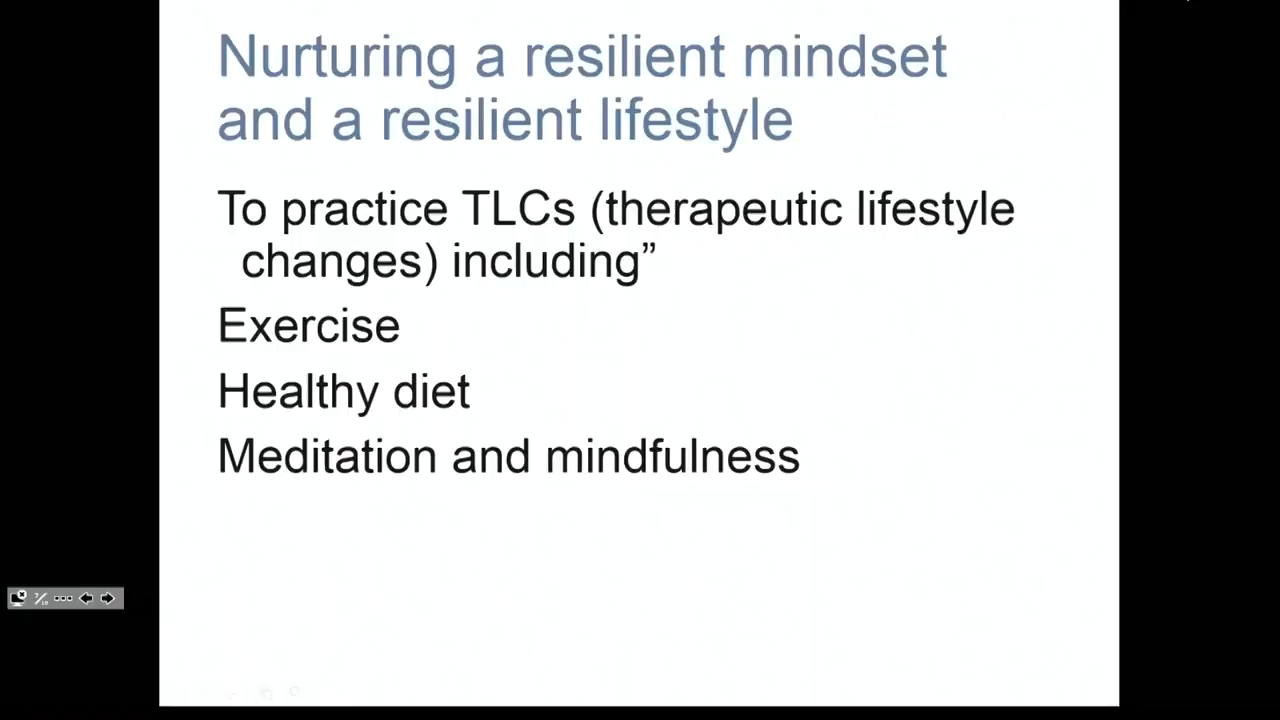 Nurturing a resilient mindset
and a resilient lifestyle
To practice TLCs (therapeutic lifestyle
changes) including”
Exercise
Healthy diet
Meditation and mindfulness